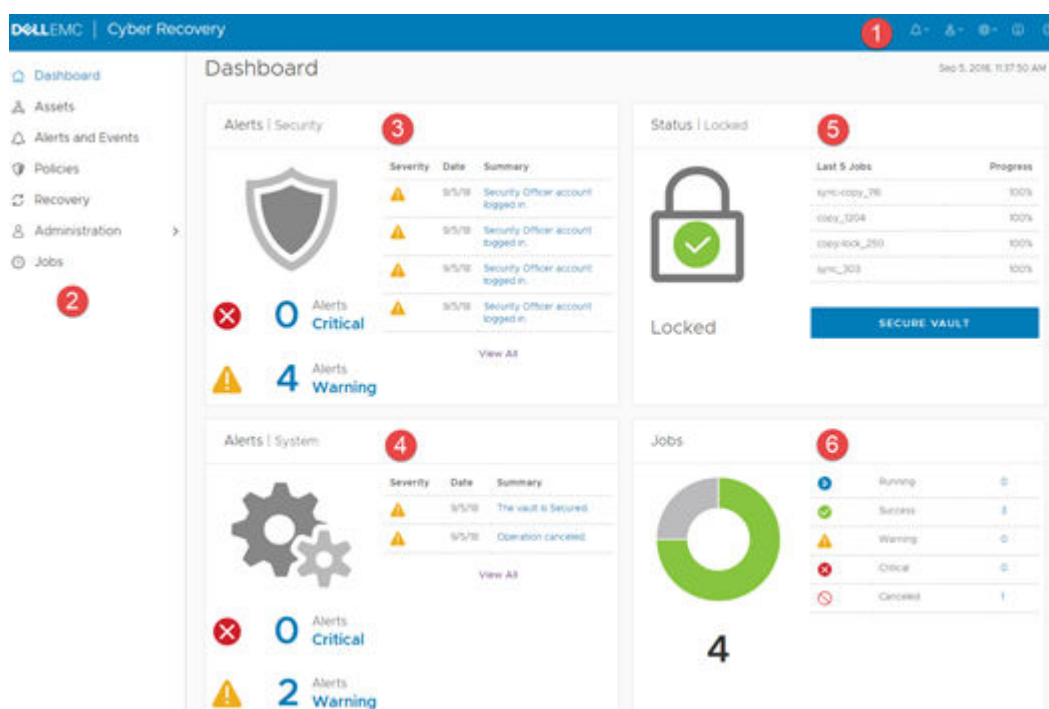 DELLEMC | Cyber Recovery
1
Dashboard
Assets
Alerts and Events
Policies
Recovery
Administration
Jobs
2
Dashboard
Sep 5, 2018, 11:37:50 AM
Alerts | Security
3
Severity Date Summary
9/5/18 Security Officer account logged in.
9/5/18 Security Officer account logged in.
9/5/18 Security Officer account logged in.
9/5/18 Security Officer account logged in.
View All
0 Alerts
Critical
4 Alerts
Warning
Status | Locked
5
Last 5 Jobs Progress
100%
copy_1204 100%
copy-lock_250 100%
sync_303 100%
Locked
SECURE VAULT
Alerts | System
4
Severity Date Summary
9/5/18 The vault is Secured.
9/5/18 Operation canceled.
View All
0 Alerts
Critical
2 Alerts
Warning
Jobs
6
Running 0
Success 3
Warning 0
Critical 0
Canceled 1
4